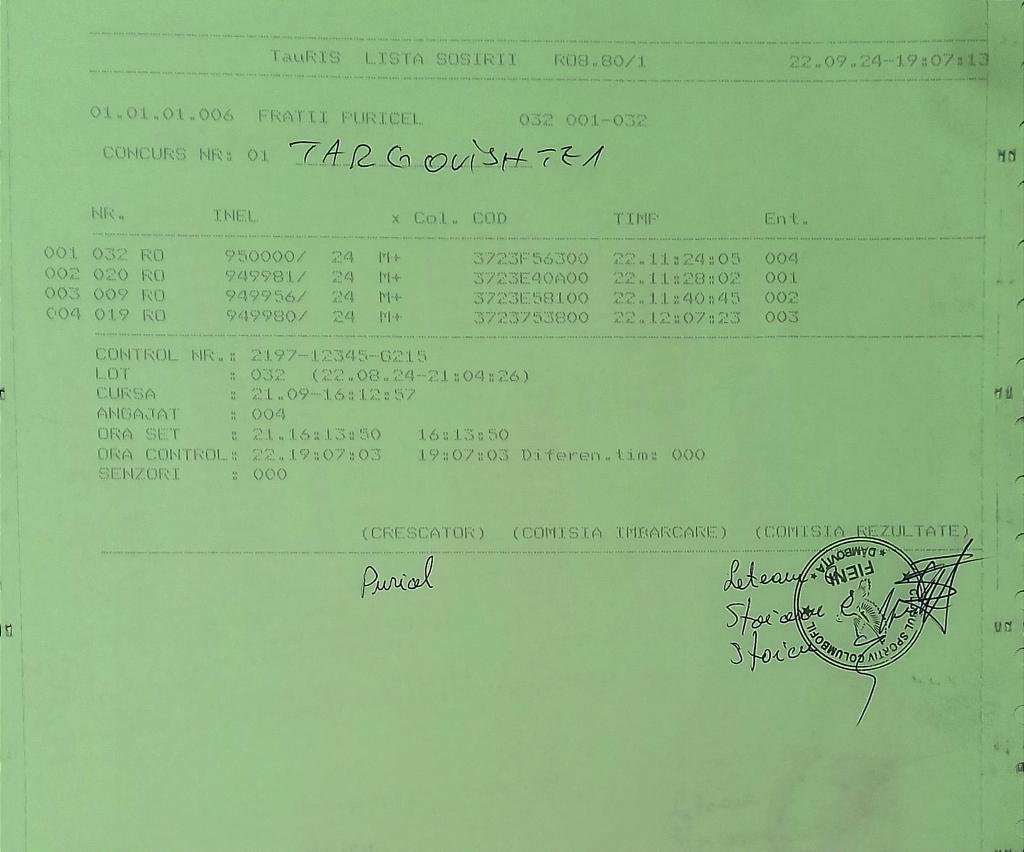 TauRIS LISTA SOSIRII RO8.80/1 22.09.24-19:07:13
01.01.01.006 FRATII PURICEL 032 001-032
CONCURS NR: 01 TARGOVISHTE1
NR. INEL x Col. COD TIMP Ent.
001 032 RO 950000/ 24 M+ 3723F56300 22.11:24:05 004
002 020 RO 949981/ 24 M+ 3723E40A00 22.11:28:02 001
003 009 RO 949956/ 24 M+ 3723E58100 22.11:40:45 002
004 019 RO 949980/ 24 M+ 3723753800 22.12:07:23 003
CONTROL NR.: 2197-12345-G215
LOT : 032 (22.08.24-21:04:26)
CURSA : 21.09-16:12:57
ANGAJAT : 004
ORA SET : 21.16:13:50 16:13:50
ORA CONTROL: 22.19:07:03 19:07:03 Diferen.tim: 000
SENZORI : 000
(CRESCATOR) (COMISIA IMBARCARE) (COMISIA REZULTATE)
Puricel
CLUBUL SPORTIV COLUMBOFIL FIENI DAMBOVITA